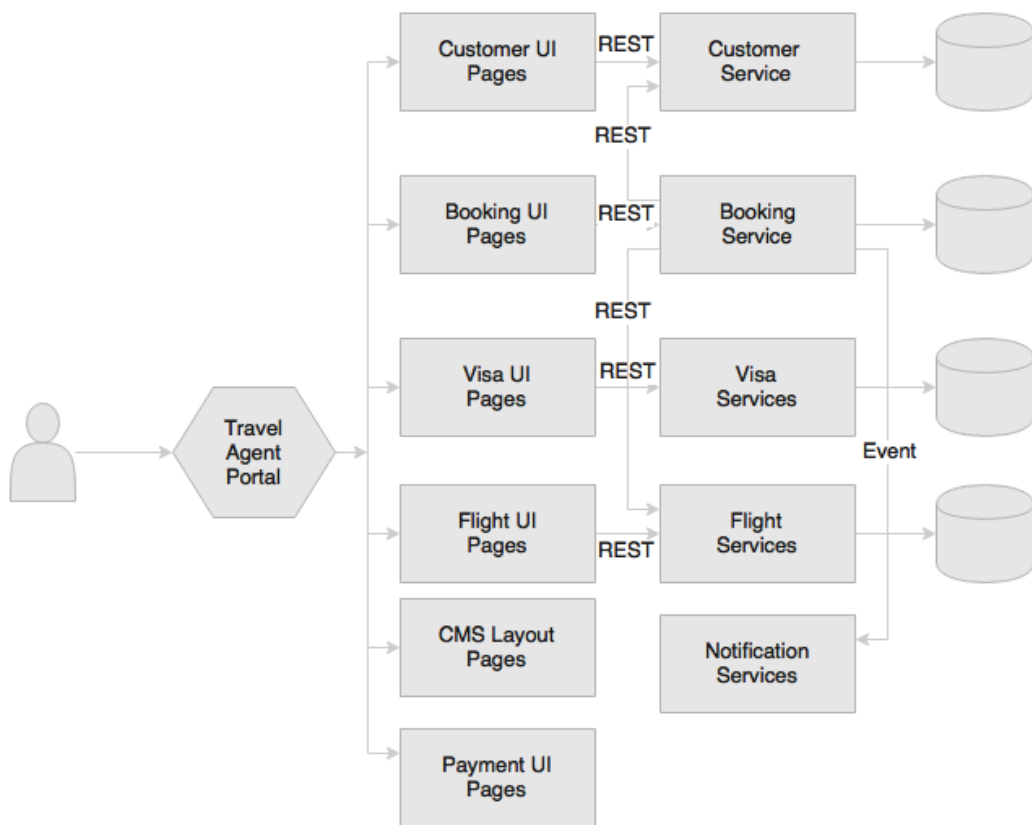 Customer UI
Pages
REST
Customer
Service
REST
Booking UI
Pages
REST
Booking
Service
REST
Visa UI
Pages
REST
Visa
Services
Travel
Agent
Portal
Event
Flight UI
Pages
REST
Flight
Services
CMS Layout
Pages
Notification
Services
Payment UI
Pages